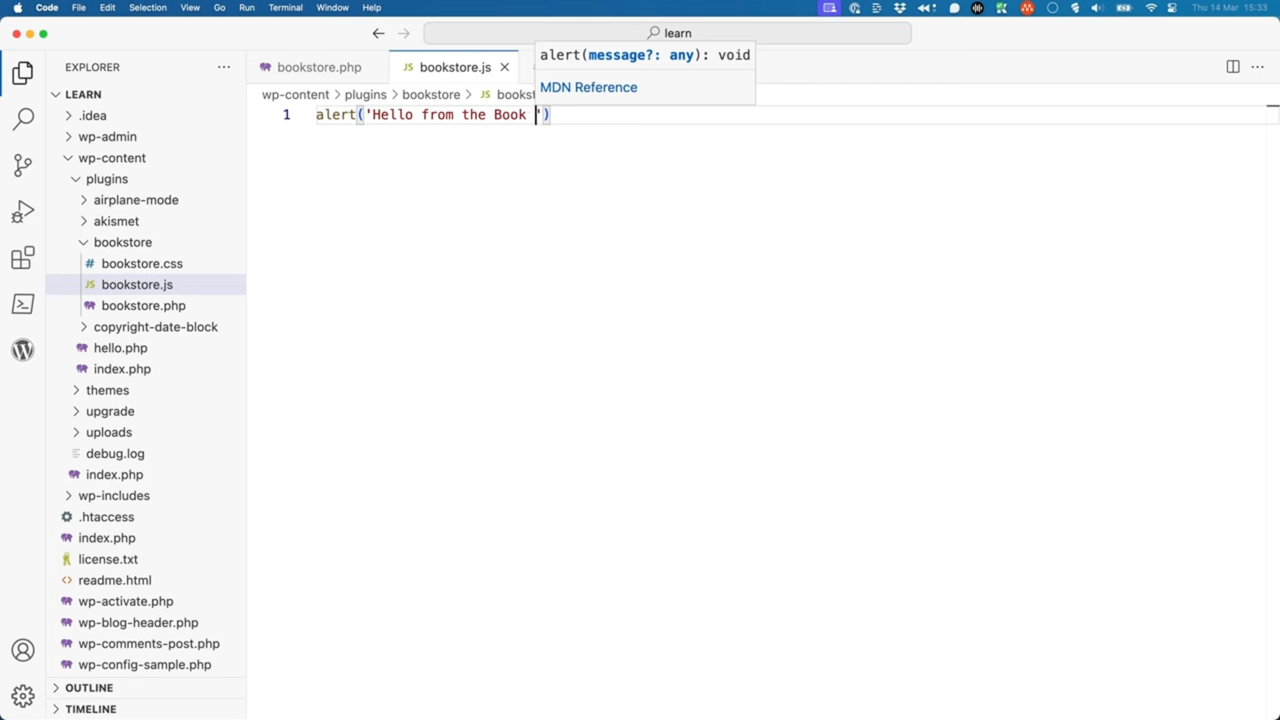 Code File Edit Selection View Go Run Terminal Window Help Thu 14 Mar 15:33
learn
EXPLORER
bookstore.php
JS bookstore.js
alert(message?: any): void
MDN Reference
LEARN
wp-content > plugins > bookstore > JS bookst
1 alert('Hello from the Book ')
.idea
wp-admin
wp-content
plugins
airplane-mode
akismet
bookstore
# bookstore.css
JS bookstore.js
bookstore.php
copyright-date-block
hello.php
index.php
themes
upgrade
uploads
debug.log
index.php
wp-includes
.htaccess
index.php
license.txt
<> readme.html
wp-activate.php
wp-blog-header.php
wp-comments-post.php
wp-config-sample.php
OUTLINE
TIMELINE